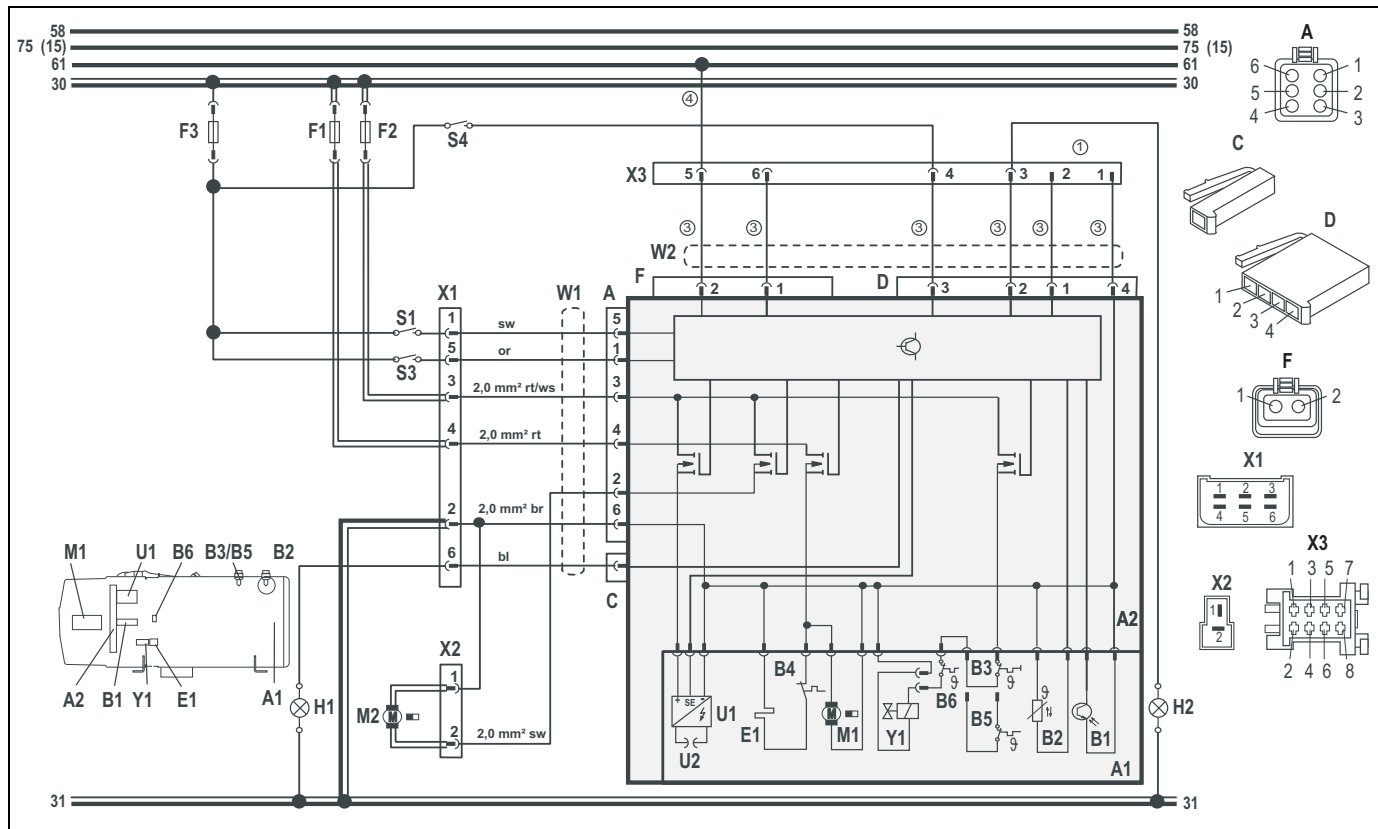 58 58
75 (15) 75 (15)
61 61
30 30
A
6 1
5 2
4 3
F3 F1 F2
S4
④
①
X3 5 6 4 3 2 1
C
③ ③ ③ ③ ③
D
1
2
3
4
W2
F D
2 1 3 2 1 4
X1 W1 A
S1 1 sw 5
5 or 1
S3
3 2,0 mm² rt/ws 3
4 2,0 mm² rt 4
2
2 2,0 mm² br 6
6 bl
C
F
1 2
X1
1 2 3
4 5 6
X3
1 3 5 7
2 4 6 8
X2
1
2
M1 U1 B6 B3/B5 B2
A2 B1 Y1 E1 A1
H1
X2
1
M2 M
2 2,0 mm² sw
A2
+ SE -
U1
U2
E1
B4
M
M1
Y1
B6
ϑ
B3
ϑ
B5
ϑ
ϑ
B2
B1
A1
H2
31 31